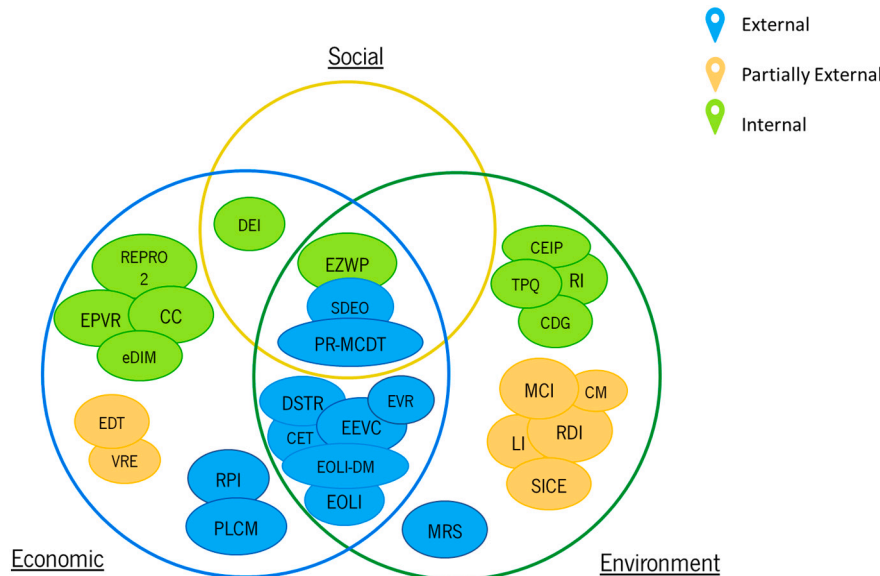 External
Social
Partially External
Internal
DEI
CEIP
REPRO
2
EZWP
TPQ
RI
SDEO
EPVR
CC
CDG
PR-MCDT
eDIM
MCI
CM
DSTR
EVR
EDT
EEVC
RDI
CET
LI
VRE
EOLI-DM
RPI
SICE
EOLI
PLCM
MRS
Economic
Environment